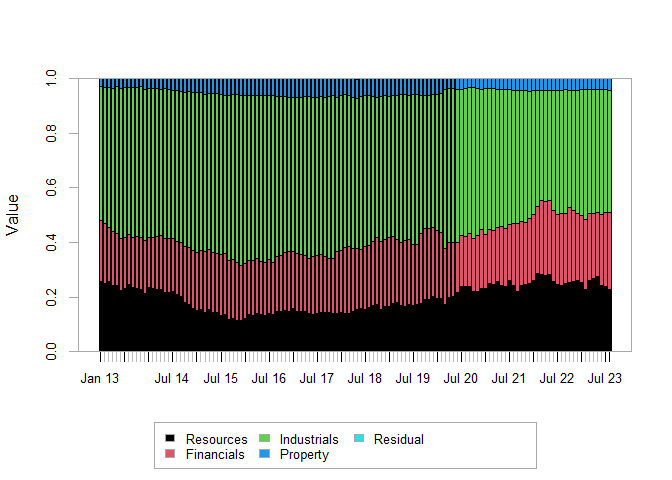 Value
1.0
0.8
0.6
0.4
0.2
0.0
Jan 13 Jul 14 Jul 15 Jul 16 Jul 17 Jul 18 Jul 19 Jul 20 Jul 21 Jul 22 Jul 23
Resources Industrials Residual
Financials Property